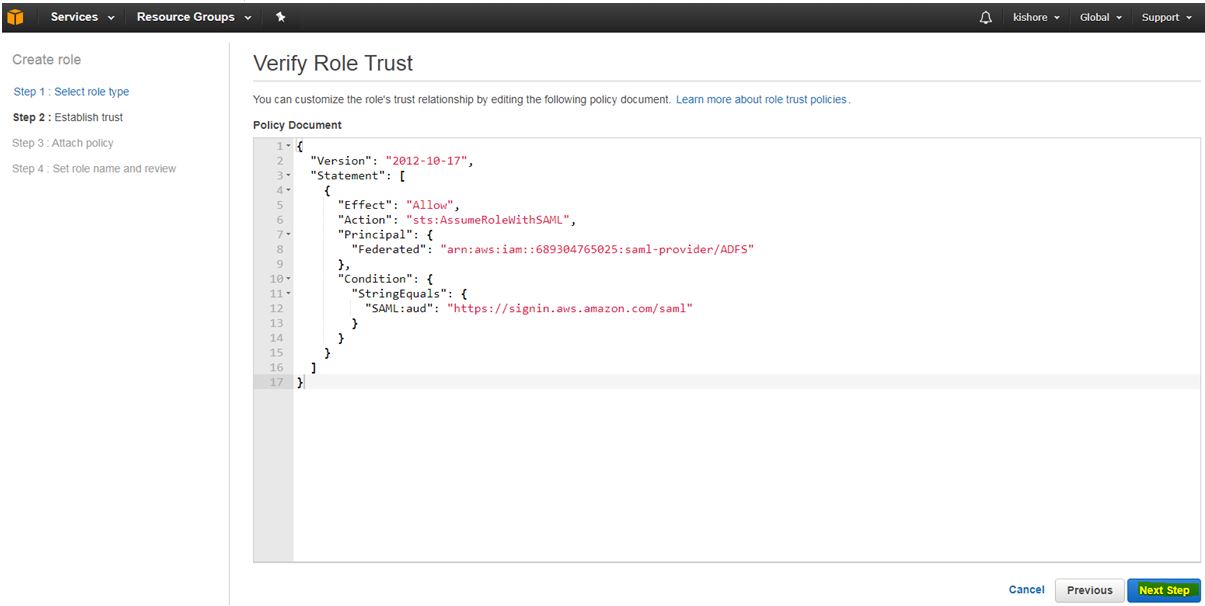 Services Resource Groups kishore Global Support
Create role
Step 1 : Select role type
Step 2 : Establish trust
Step 3 : Attach policy
Step 4 : Set role name and review
Verify Role Trust
You can customize the role's trust relationship by editing the following policy document. Learn more about role trust policies.
Policy Document
1 {
2 "Version": "2012-10-17",
3 "Statement": [
4 {
5 "Effect": "Allow",
6 "Action": "sts:AssumeRoleWithSAML",
7 "Principal": {
8 "Federated": "arn:aws:iam::689304765025:saml-provider/ADFS"
9 },
10 "Condition": {
11 "StringEquals": {
12 "SAML:aud": "https://signin.aws.amazon.com/saml"
13 }
14 }
15 }
16 ]
17 }
Cancel Previous Next Step